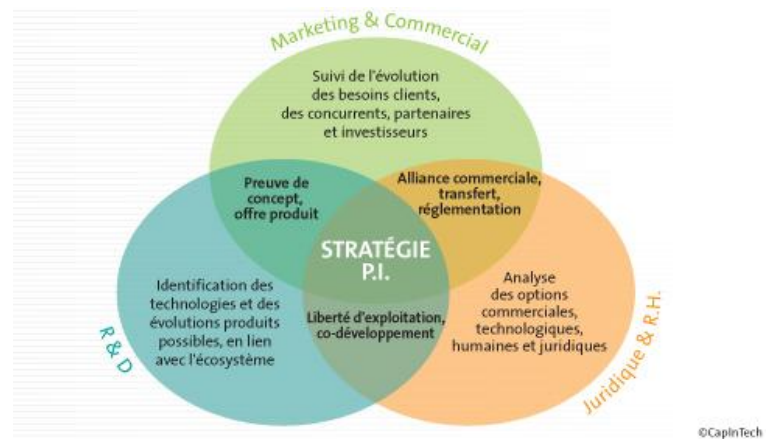 Marketing & Commercial
Suivi de l'évolution
des besoins clients,
des concurrents, partenaires
et investisseurs
Preuve de
concept,
offre produit
Alliance commerciale,
transfert,
réglementation
STRATÉGIE
P.I.
Identification des
technologies et des
évolutions produits
possibles, en lien
avec l'écosystème
Liberté d'exploitation,
co-développement
Analyse
des options
commerciales,
technologiques,
humaines et juridiques
R & D
Juridique & R.H.
©CapInTech